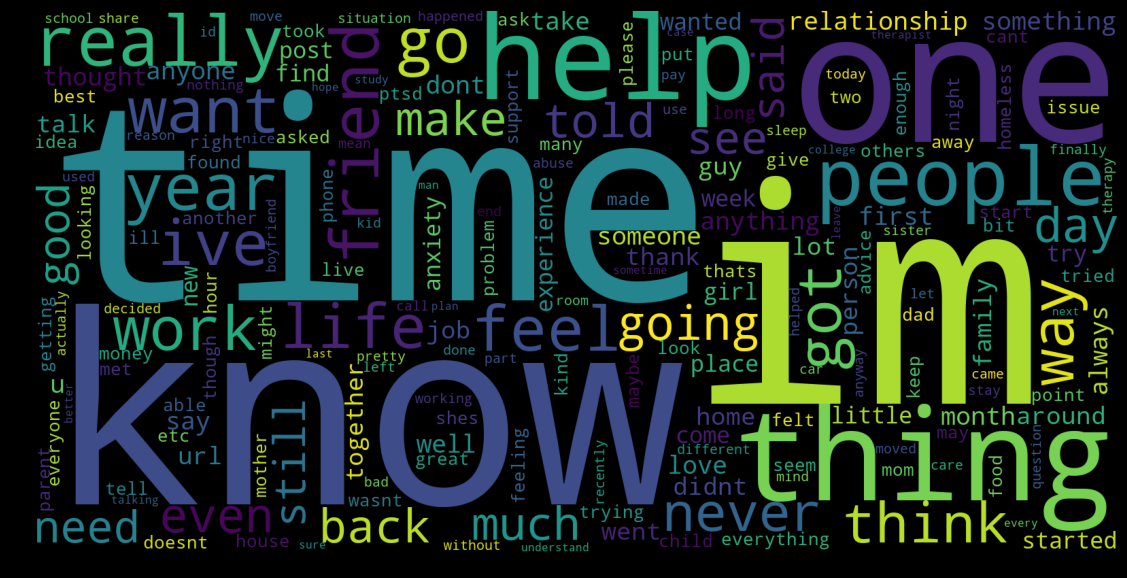 time
know
im
one
help
thing
people
really
want
year
ive
friend
go
make
told
see
said
relationship
something
school
share
situation
happened
ask
take
wanted
cant
move
id
took
post
anyone
thought
find
nothing
study
hope
ptsd
dont
support
please
put
pay
use
case
therapist
long
today
two
enough
night
homeless
issue
best
talk
idea
reason
right
nice
asked
mean
many
abuse
sleep
guy
give
away
college
others
finally
therapy
used
found
looking
good
another
ill
boyfriend
phone
kid
man
anxiety
end
problem
experience
made
someone
week
anything
first
start
bit
sister
day
try
tried
new
hour
live
thank
sometime
thats
girl
lot
person
advice
leave
let
dad
family
next
way
always
getting
actually
decided
work
might
life
call
plan
room
job
feel
going
place
helped
got
car
keep
came
stay
point
money
met
though
last
pretty
left
done
part
kind
look
maybe
anyway
u
everyone
better
able
say
etc
url
still
together
mother
working
shes
well
great
feeling
recently
home
come
different
love
didnt
felt
seem
mind
little
moved
mom
month
around
may
care
food
question
parent
tell
talking
bad
wasnt
trying
need
doesnt
even
house
sure
back
without
much
understand
went
child
never
everything
think
every
started